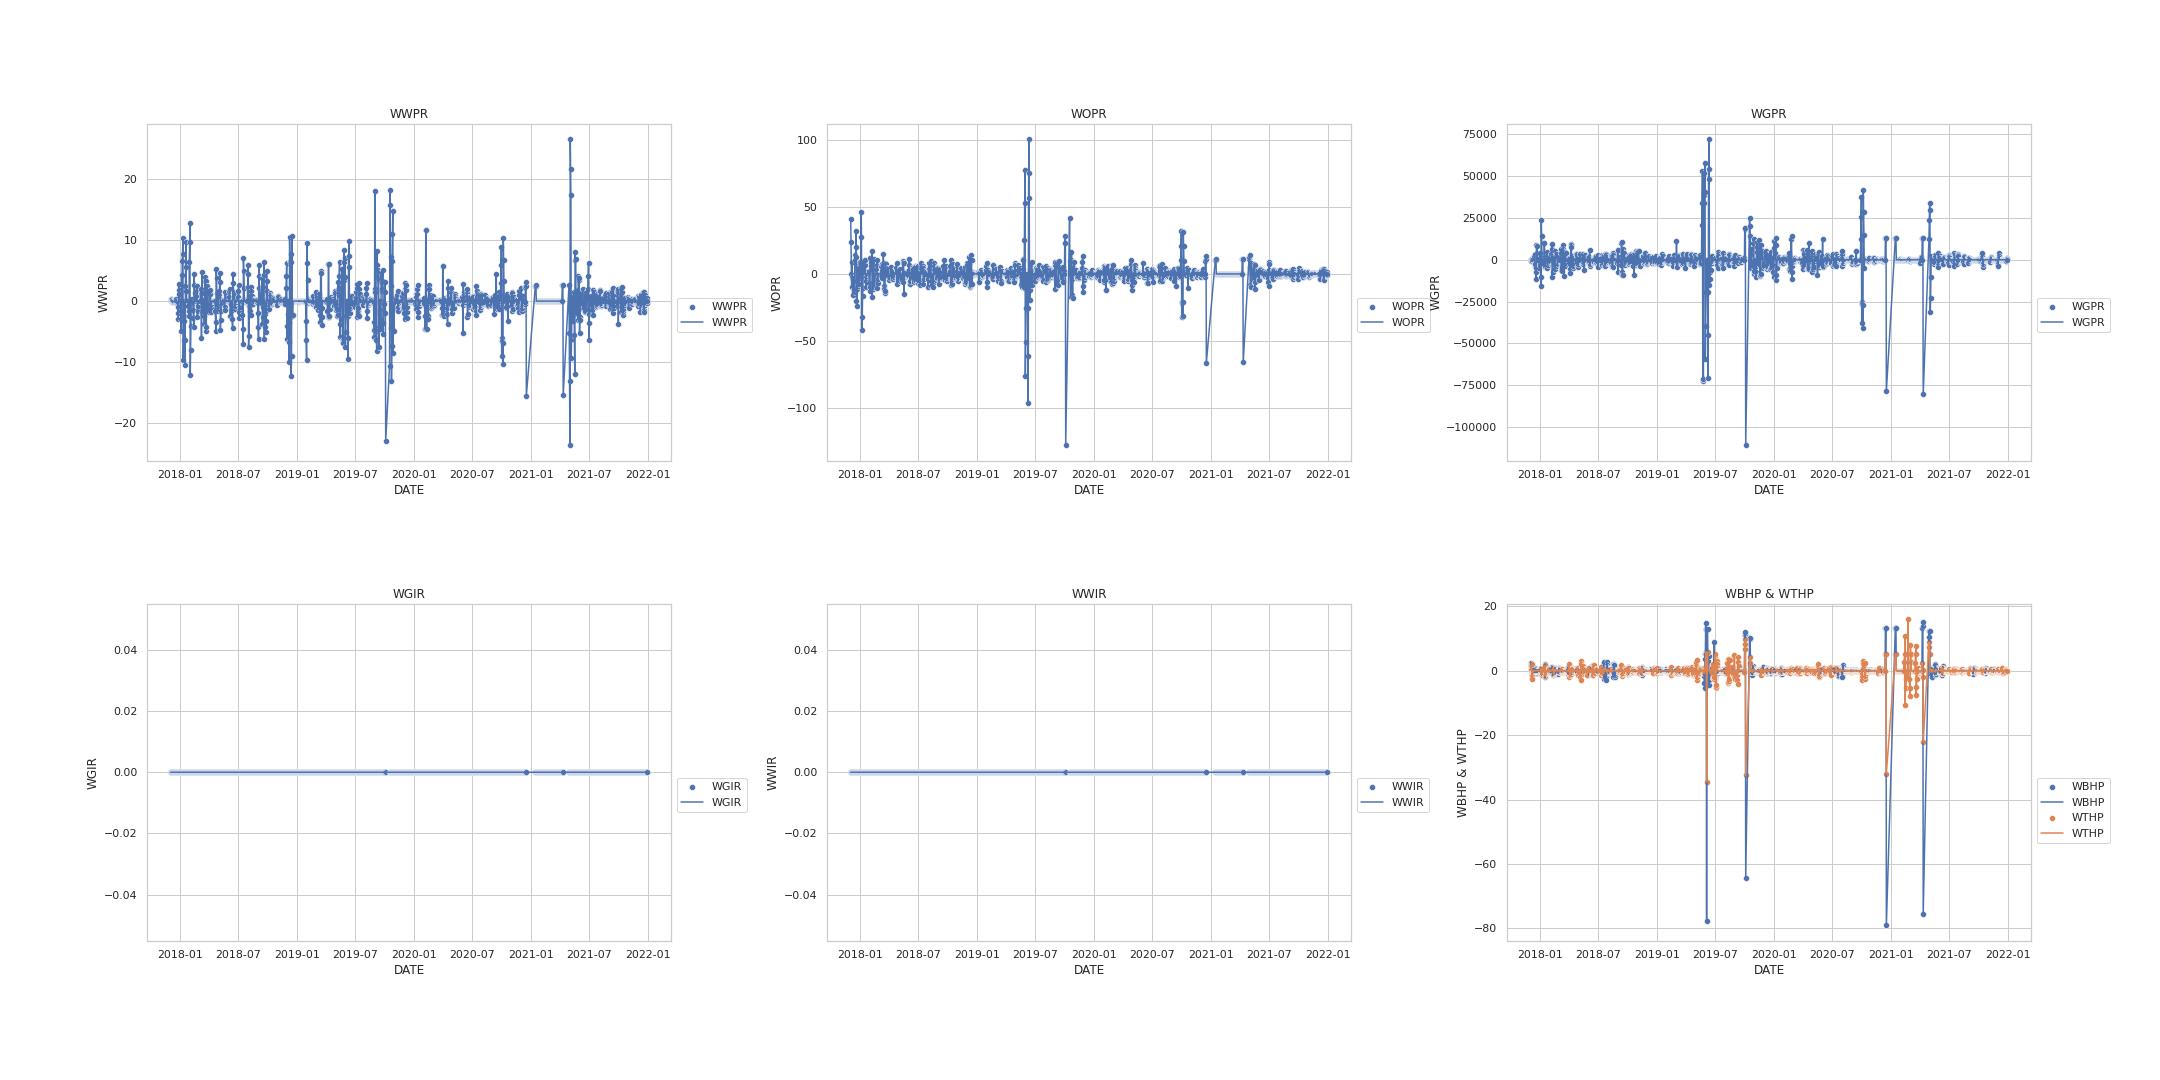 WWPR
WWPR
20
10
0
−10
−20
2018-01 2018-07 2019-01 2019-07 2020-01 2020-07 2021-01 2021-07 2022-01
DATE
WWPR
WWPR
WOPR
WOPR
100
50
0
−50
−100
2018-01 2018-07 2019-01 2019-07 2020-01 2020-07 2021-01 2021-07 2022-01
DATE
WOPR
WOPR
WGPR
WGPR
75000
50000
25000
0
−25000
−50000
−75000
−100000
2018-01 2018-07 2019-01 2019-07 2020-01 2020-07 2021-01 2021-07 2022-01
DATE
WGPR
WGPR
WGIR
WGIR
0.04
0.02
0.00
−0.02
−0.04
2018-01 2018-07 2019-01 2019-07 2020-01 2020-07 2021-01 2021-07 2022-01
DATE
WGIR
WGIR
WWIR
WWIR
0.04
0.02
0.00
−0.02
−0.04
2018-01 2018-07 2019-01 2019-07 2020-01 2020-07 2021-01 2021-07 2022-01
DATE
WWIR
WWIR
WBHP & WTHP
WBHP & WTHP
20
0
−20
−40
−60
−80
2018-01 2018-07 2019-01 2019-07 2020-01 2020-07 2021-01 2021-07 2022-01
DATE
WBHP
WBHP
WTHP
WTHP